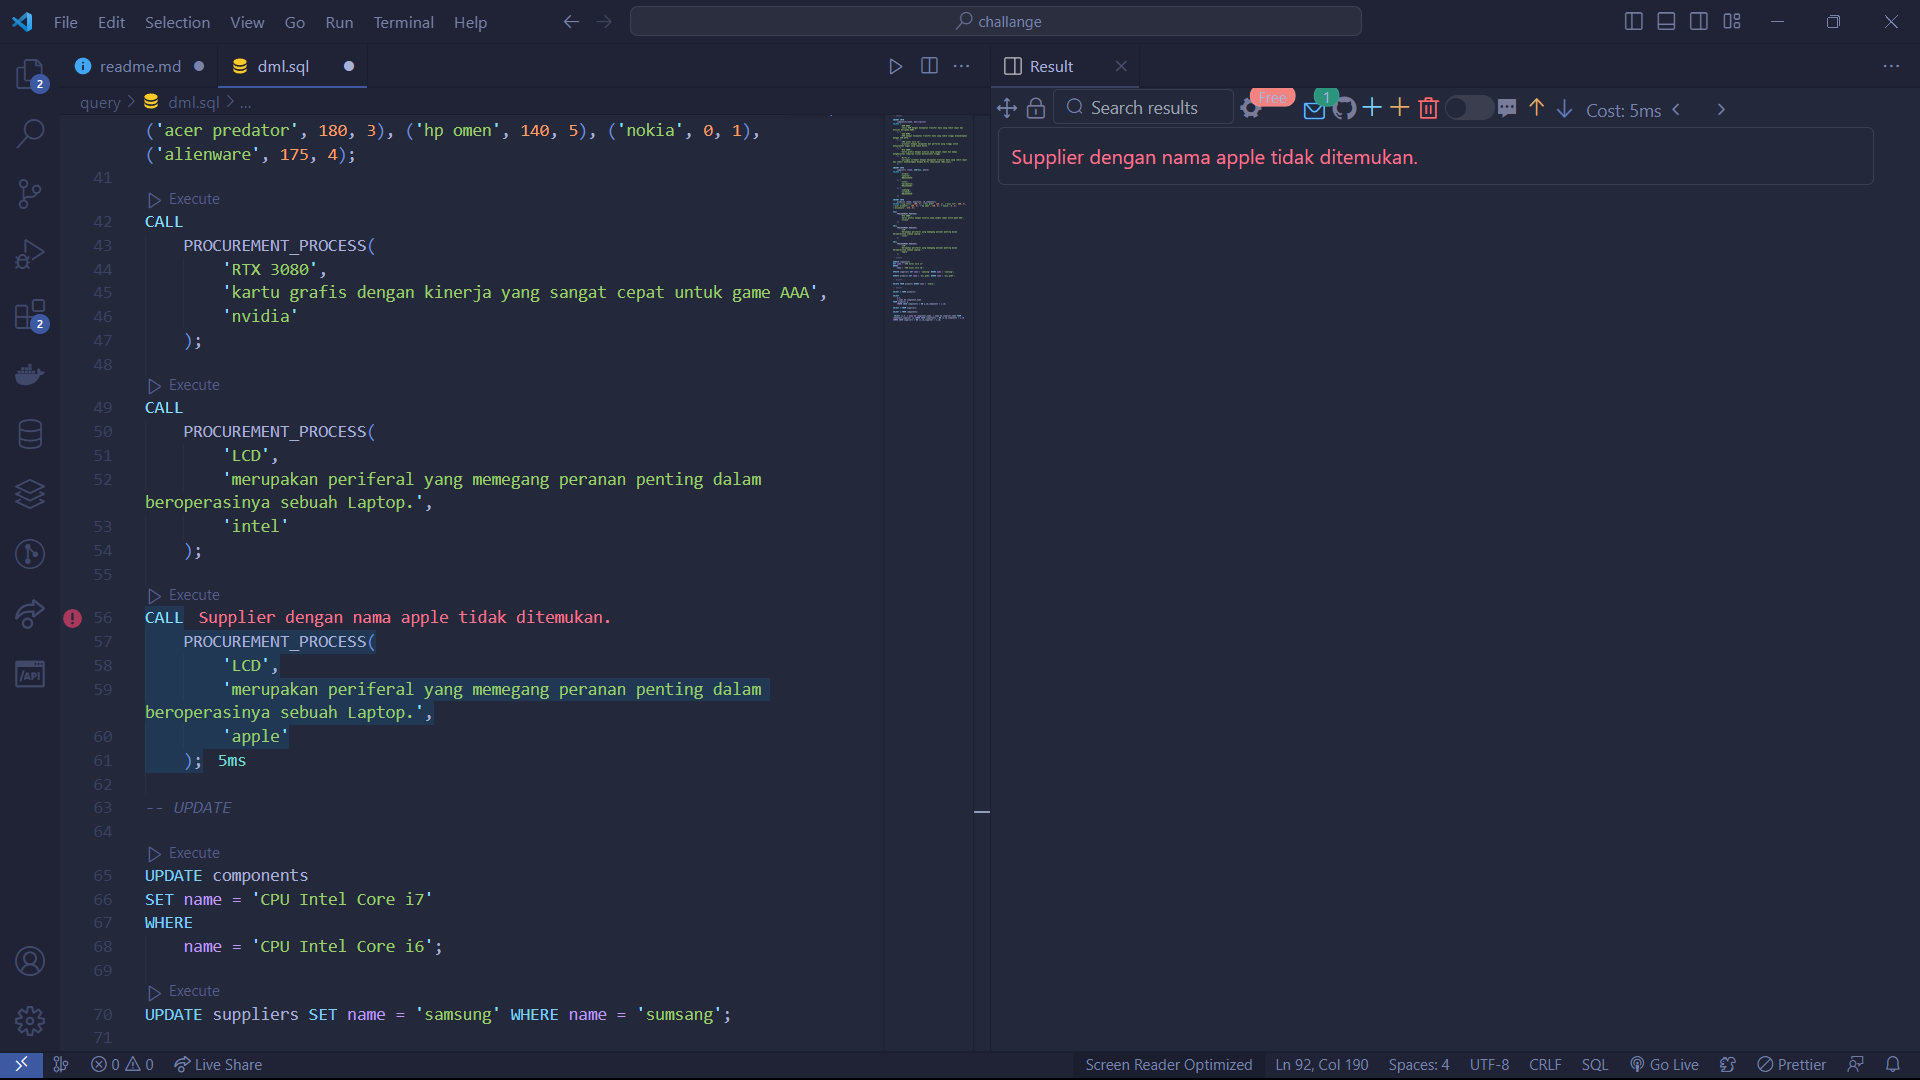 File Edit Selection View Go Run Terminal Help
challange
readme.md
dml.sql
Result
query > dml.sql > ...
Search results
Free
1
Cost: 5ms
2
2
/API
('acer predator', 180, 3), ('hp omen', 140, 5), ('nokia', 0, 1),
('alienware', 175, 4);
41
Execute
42 CALL
43 PROCUREMENT_PROCESS(
44 'RTX 3080',
45 'kartu grafis dengan kinerja yang sangat cepat untuk game AAA',
46 'nvidia'
47 );
48
Execute
49 CALL
50 PROCUREMENT_PROCESS(
51 'LCD',
52 'merupakan periferal yang memegang peranan penting dalam
beroperasinya sebuah Laptop.',
53 'intel'
54 );
55
Execute
56 CALL Supplier dengan nama apple tidak ditemukan.
57 PROCUREMENT_PROCESS(
58 'LCD',
59 'merupakan periferal yang memegang peranan penting dalam
beroperasinya sebuah Laptop.',
60 'apple'
61 ); 5ms
62
63 -- UPDATE
64
Execute
65 UPDATE components
66 SET name = 'CPU Intel Core i7'
67 WHERE
68 name = 'CPU Intel Core i6';
69
Execute
70 UPDATE suppliers SET name = 'samsung' WHERE name = 'sumsang';
71
Supplier dengan nama apple tidak ditemukan.
0 0 Live Share
Screen Reader Optimized Ln 92, Col 190 Spaces: 4 UTF-8 CRLF SQL Go Live Prettier